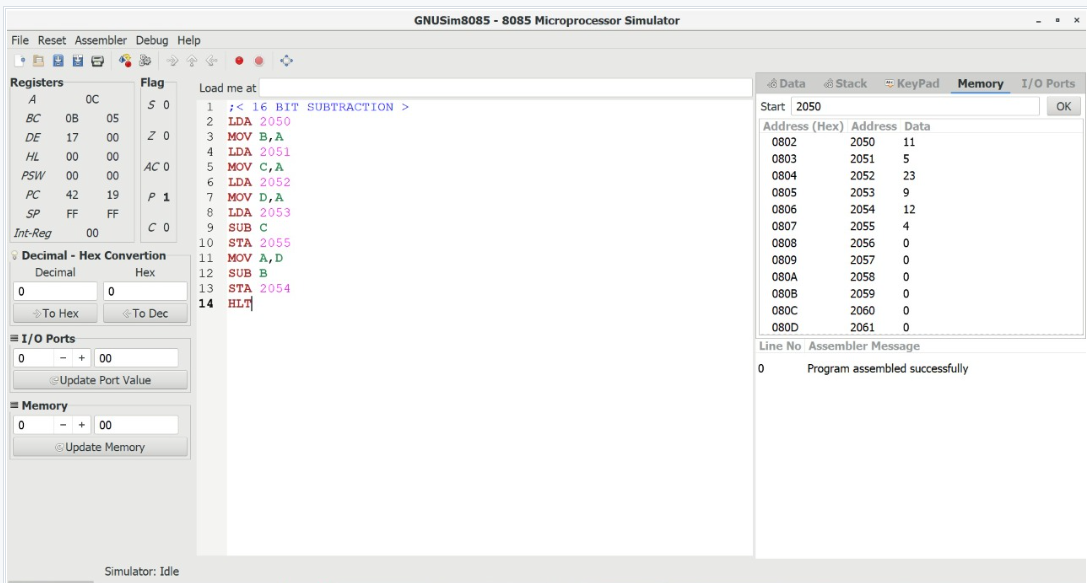 GNUSim8085 - 8085 Microprocessor Simulator
File Reset Assembler Debug Help
Registers
A 0C
BC 0B 05
DE 17 00
HL 00 00
PSW 00 00
PC 42 19
SP FF FF
Int-Reg 00
Flag
S 0
Z 0
AC 0
P 1
C 0
Decimal - Hex Convertion
Decimal Hex
0 0
To Hex To Dec
I/O Ports
0 - + 00
Update Port Value
Memory
0 - + 00
Update Memory
Load me at
1 ;< 16 BIT SUBTRACTION >
2 LDA 2050
3 MOV B,A
4 LDA 2051
5 MOV C,A
6 LDA 2052
7 MOV D,A
8 LDA 2053
9 SUB C
10 STA 2055
11 MOV A,D
12 SUB B
13 STA 2054
14 HLT
Data Stack KeyPad Memory I/O Ports
Start 2050 OK
Address (Hex) Address Data
0802 2050 11
0803 2051 5
0804 2052 23
0805 2053 9
0806 2054 12
0807 2055 4
0808 2056 0
0809 2057 0
080A 2058 0
080B 2059 0
080C 2060 0
080D 2061 0
Line No Assembler Message
0 Program assembled successfully
Simulator: Idle